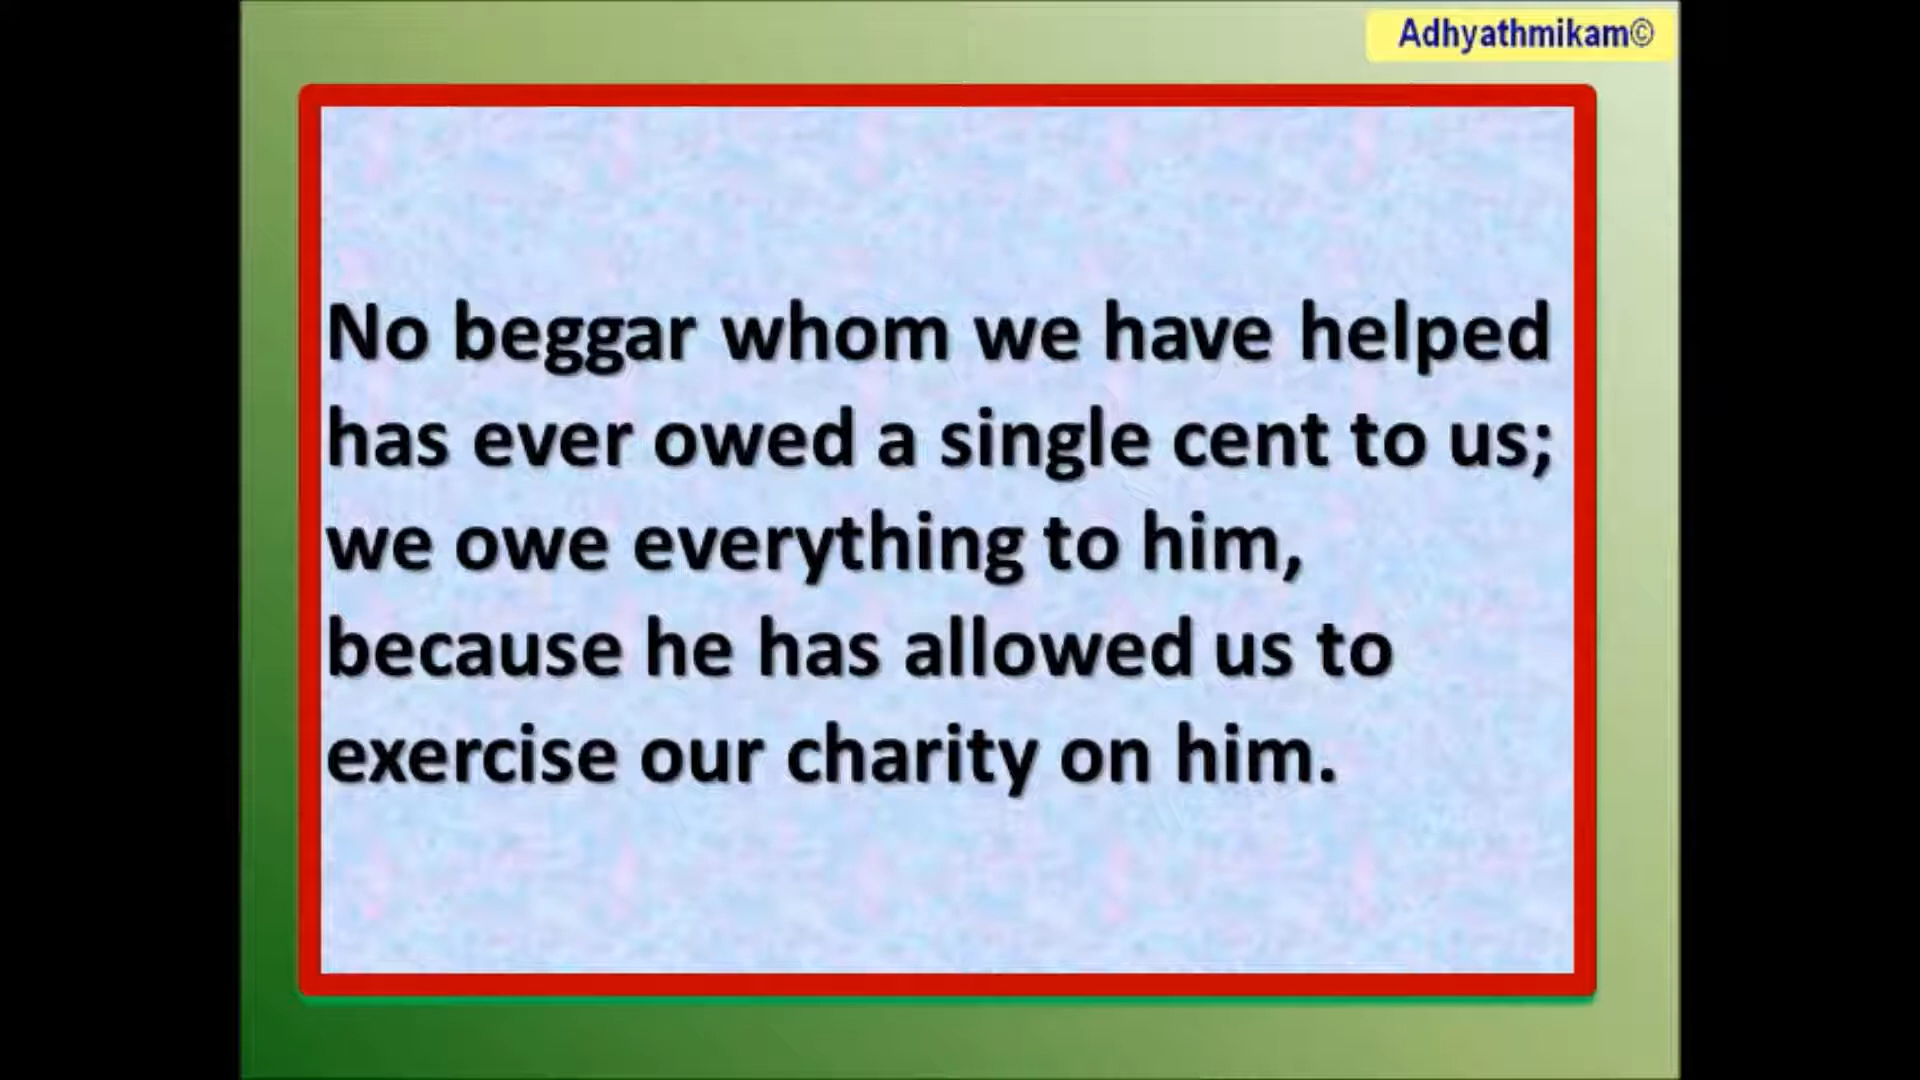 Adhyathmikam©
No beggar whom we have helped
has ever owed a single cent to us;
we owe everything to him,
because he has allowed us to
exercise our charity on him.